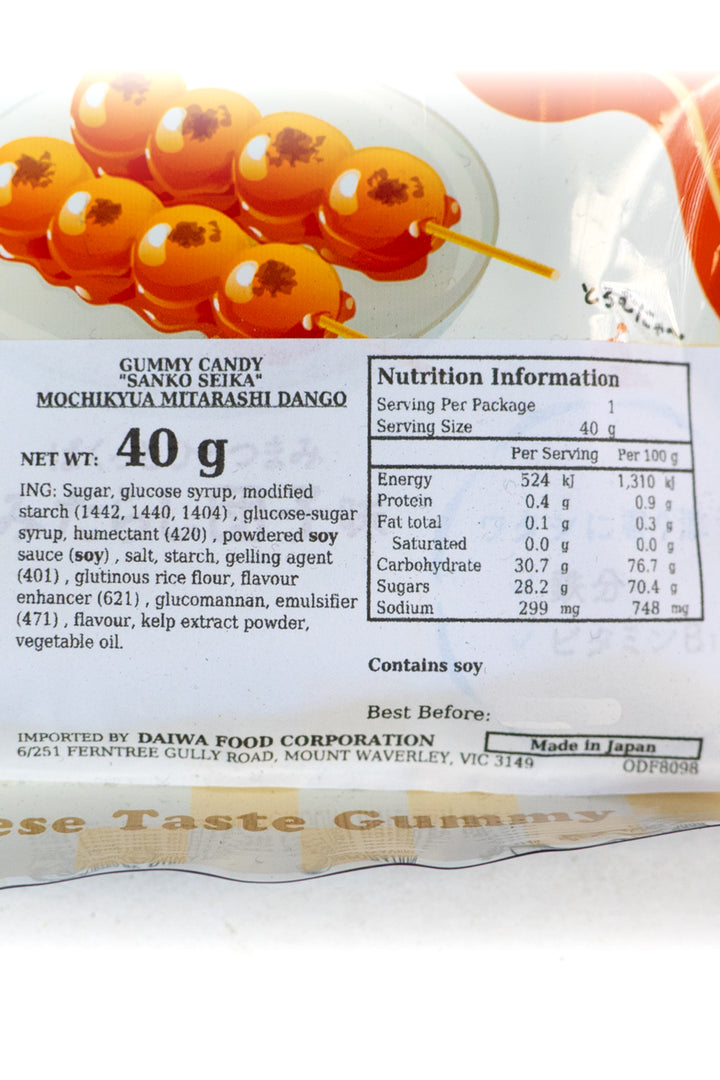 とろむにゅ〜
GUMMY CANDY
"SANKO SEIKA"
MOCHIKYUA MITARASHI DANGO
NET WT: 40 g
ING: Sugar, glucose syrup, modified
starch (1442, 1440, 1404) , glucose-sugar
syrup, humectant (420) , powdered soy
sauce (soy) , salt, starch, gelling agent
(401) , glutinous rice flour, flavour
enhancer (621) , glucomannan, emulsifier
(471) , flavour, kelp extract powder,
vegetable oil.
Nutrition Information
Serving Per Package 1
Serving Size 40 g
Per Serving Per 100 g
Energy 524 kJ 1,310 kJ
Protein 0.4 g 0.9 g
Fat total 0.1 g 0.3 g
Saturated 0.0 g 0.0 g
Carbohydrate 30.7 g 76.7 g
Sugars 28.2 g 70.4 g
Sodium 299 mg 748 mg
Contains soy
Best Before:
IMPORTED BY DAIWA FOOD CORPORATION
6/251 FERNTREE GULLY ROAD, MOUNT WAVERLEY, VIC 3149
Made in Japan
ODF8098
ese Taste Gummy